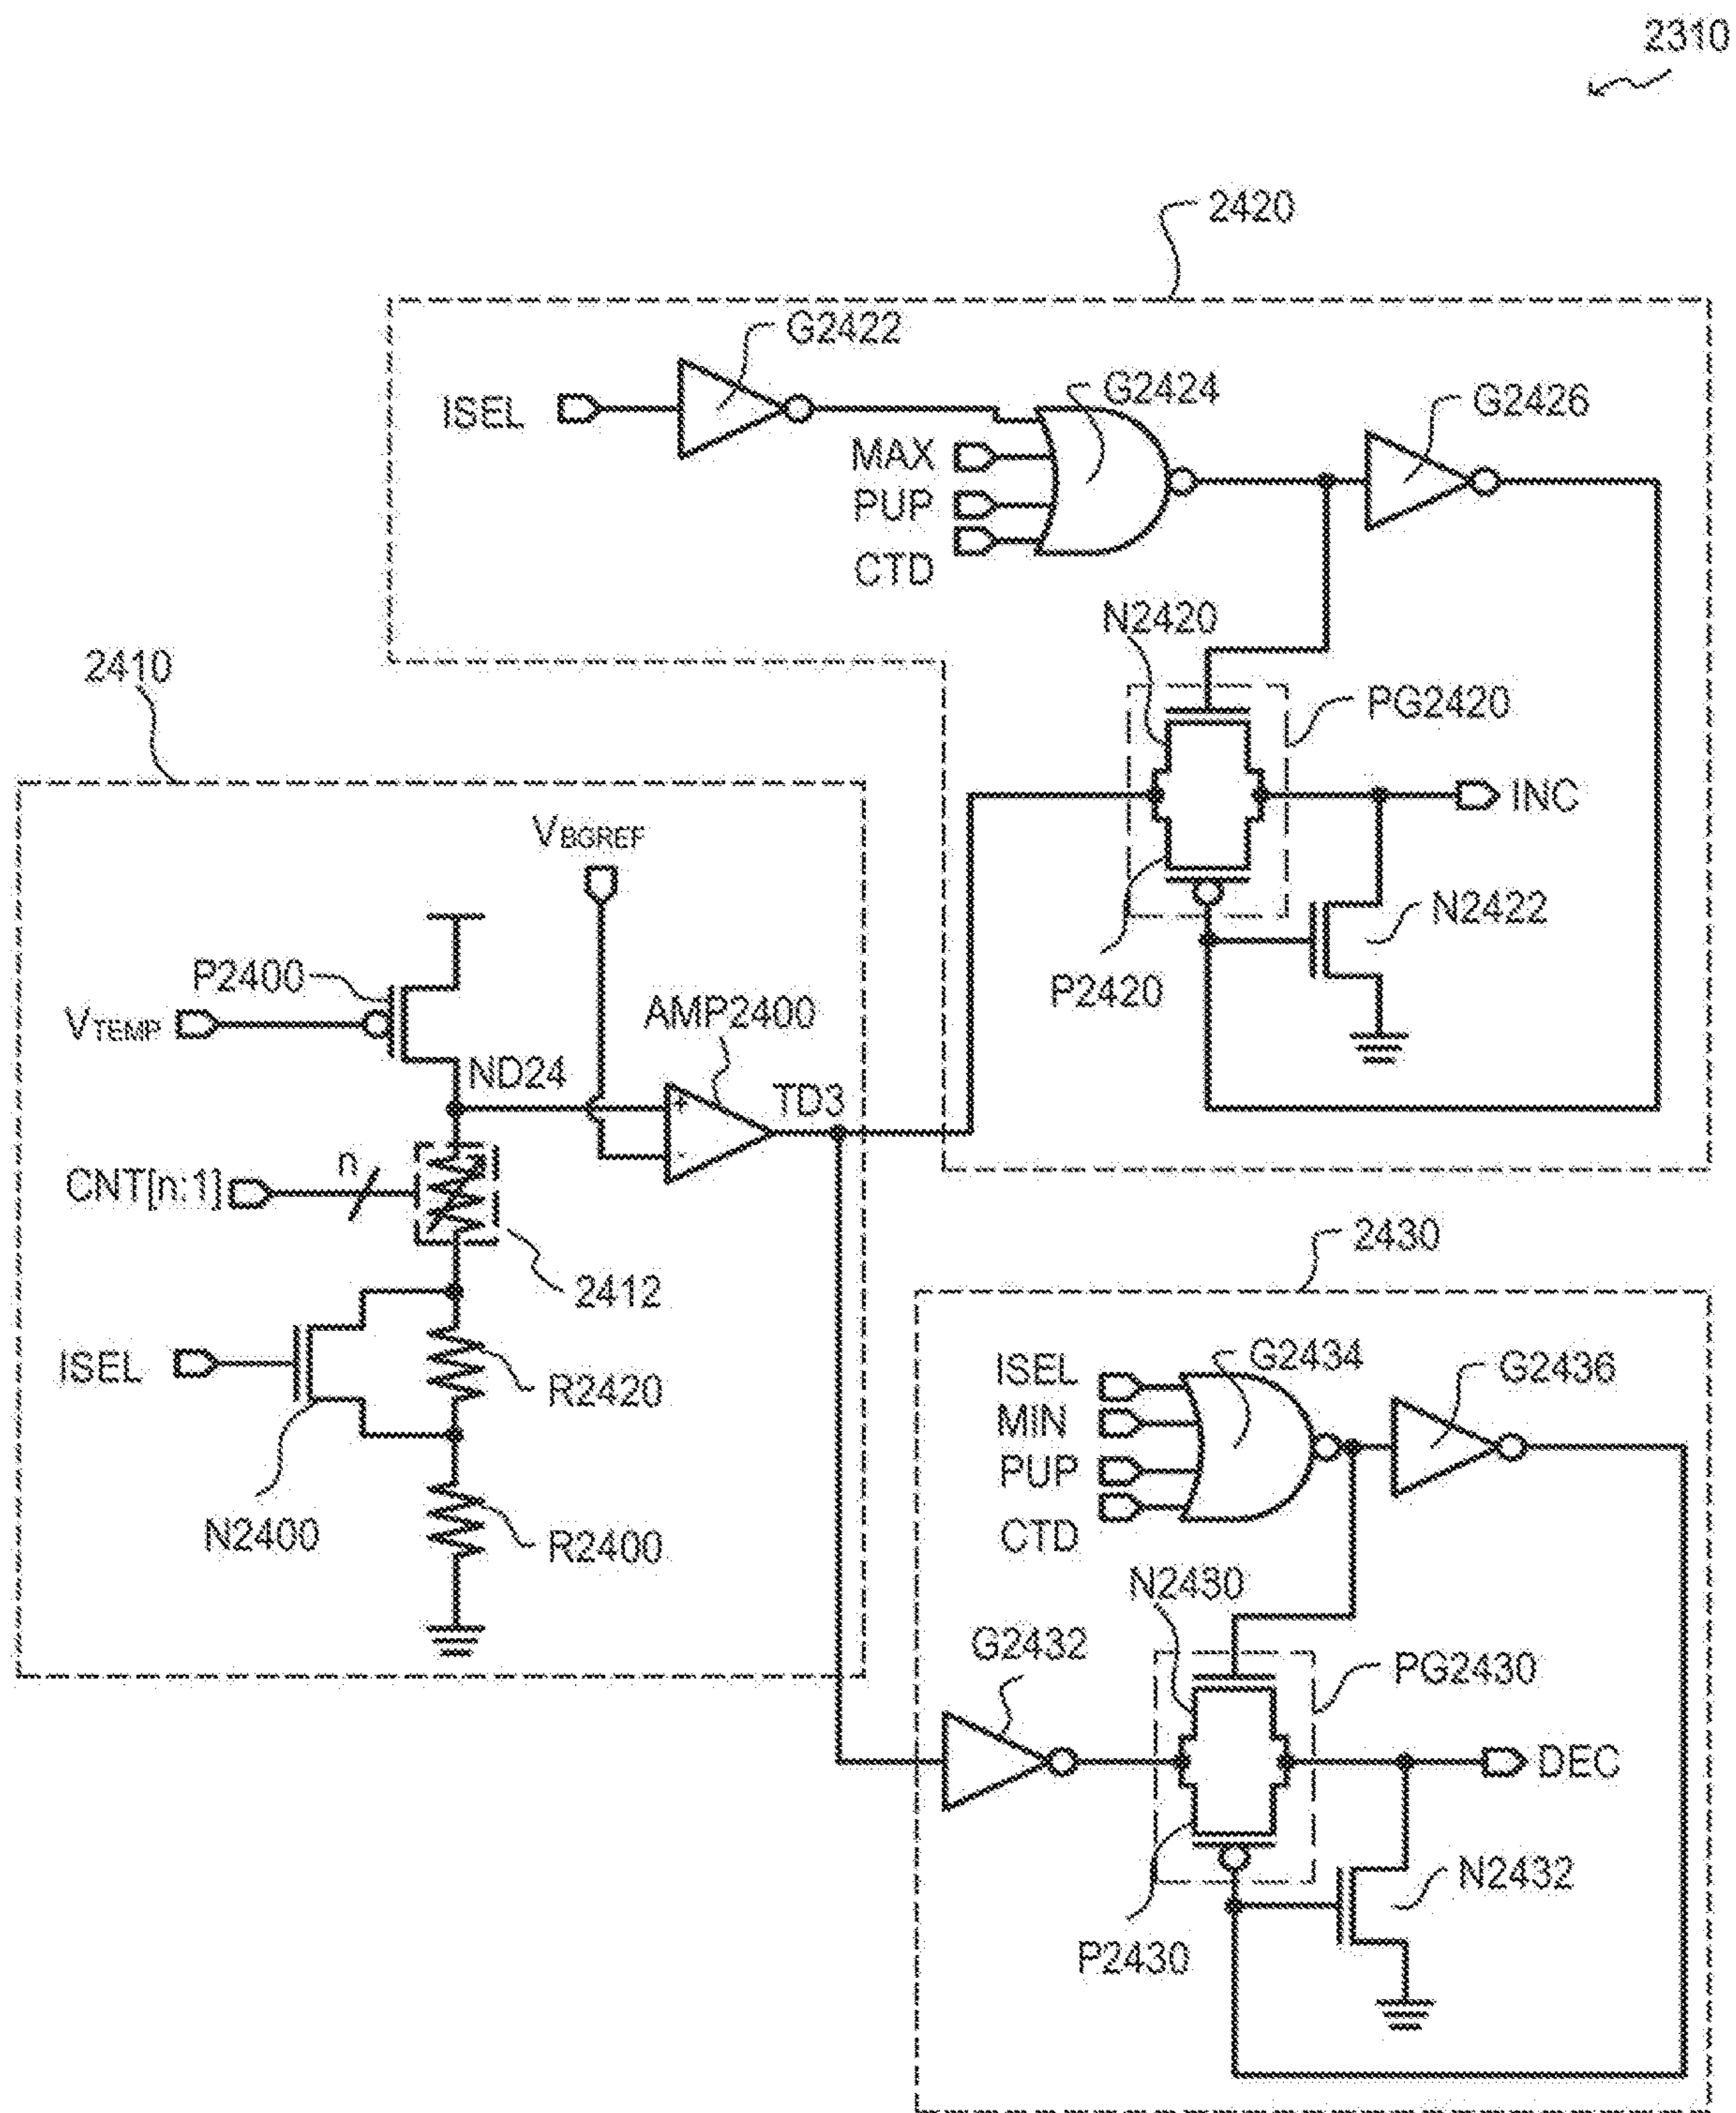 2310
2420
G2422
ISEL
G2424
G2426
MAX
PUP
CTD
N2420
2410
PG2420
INC
VBGREF
P2400
N2422
VTEMP
AMP2400
P2420
ND24
TD3
+
-
n
CNT[n:1]
2412
2430
ISEL
R2420
ISEL
G2434
G2436
MIN
PUP
CTD
N2400
R2400
N2430
G2432
PG2430
DEC
N2432
P2430